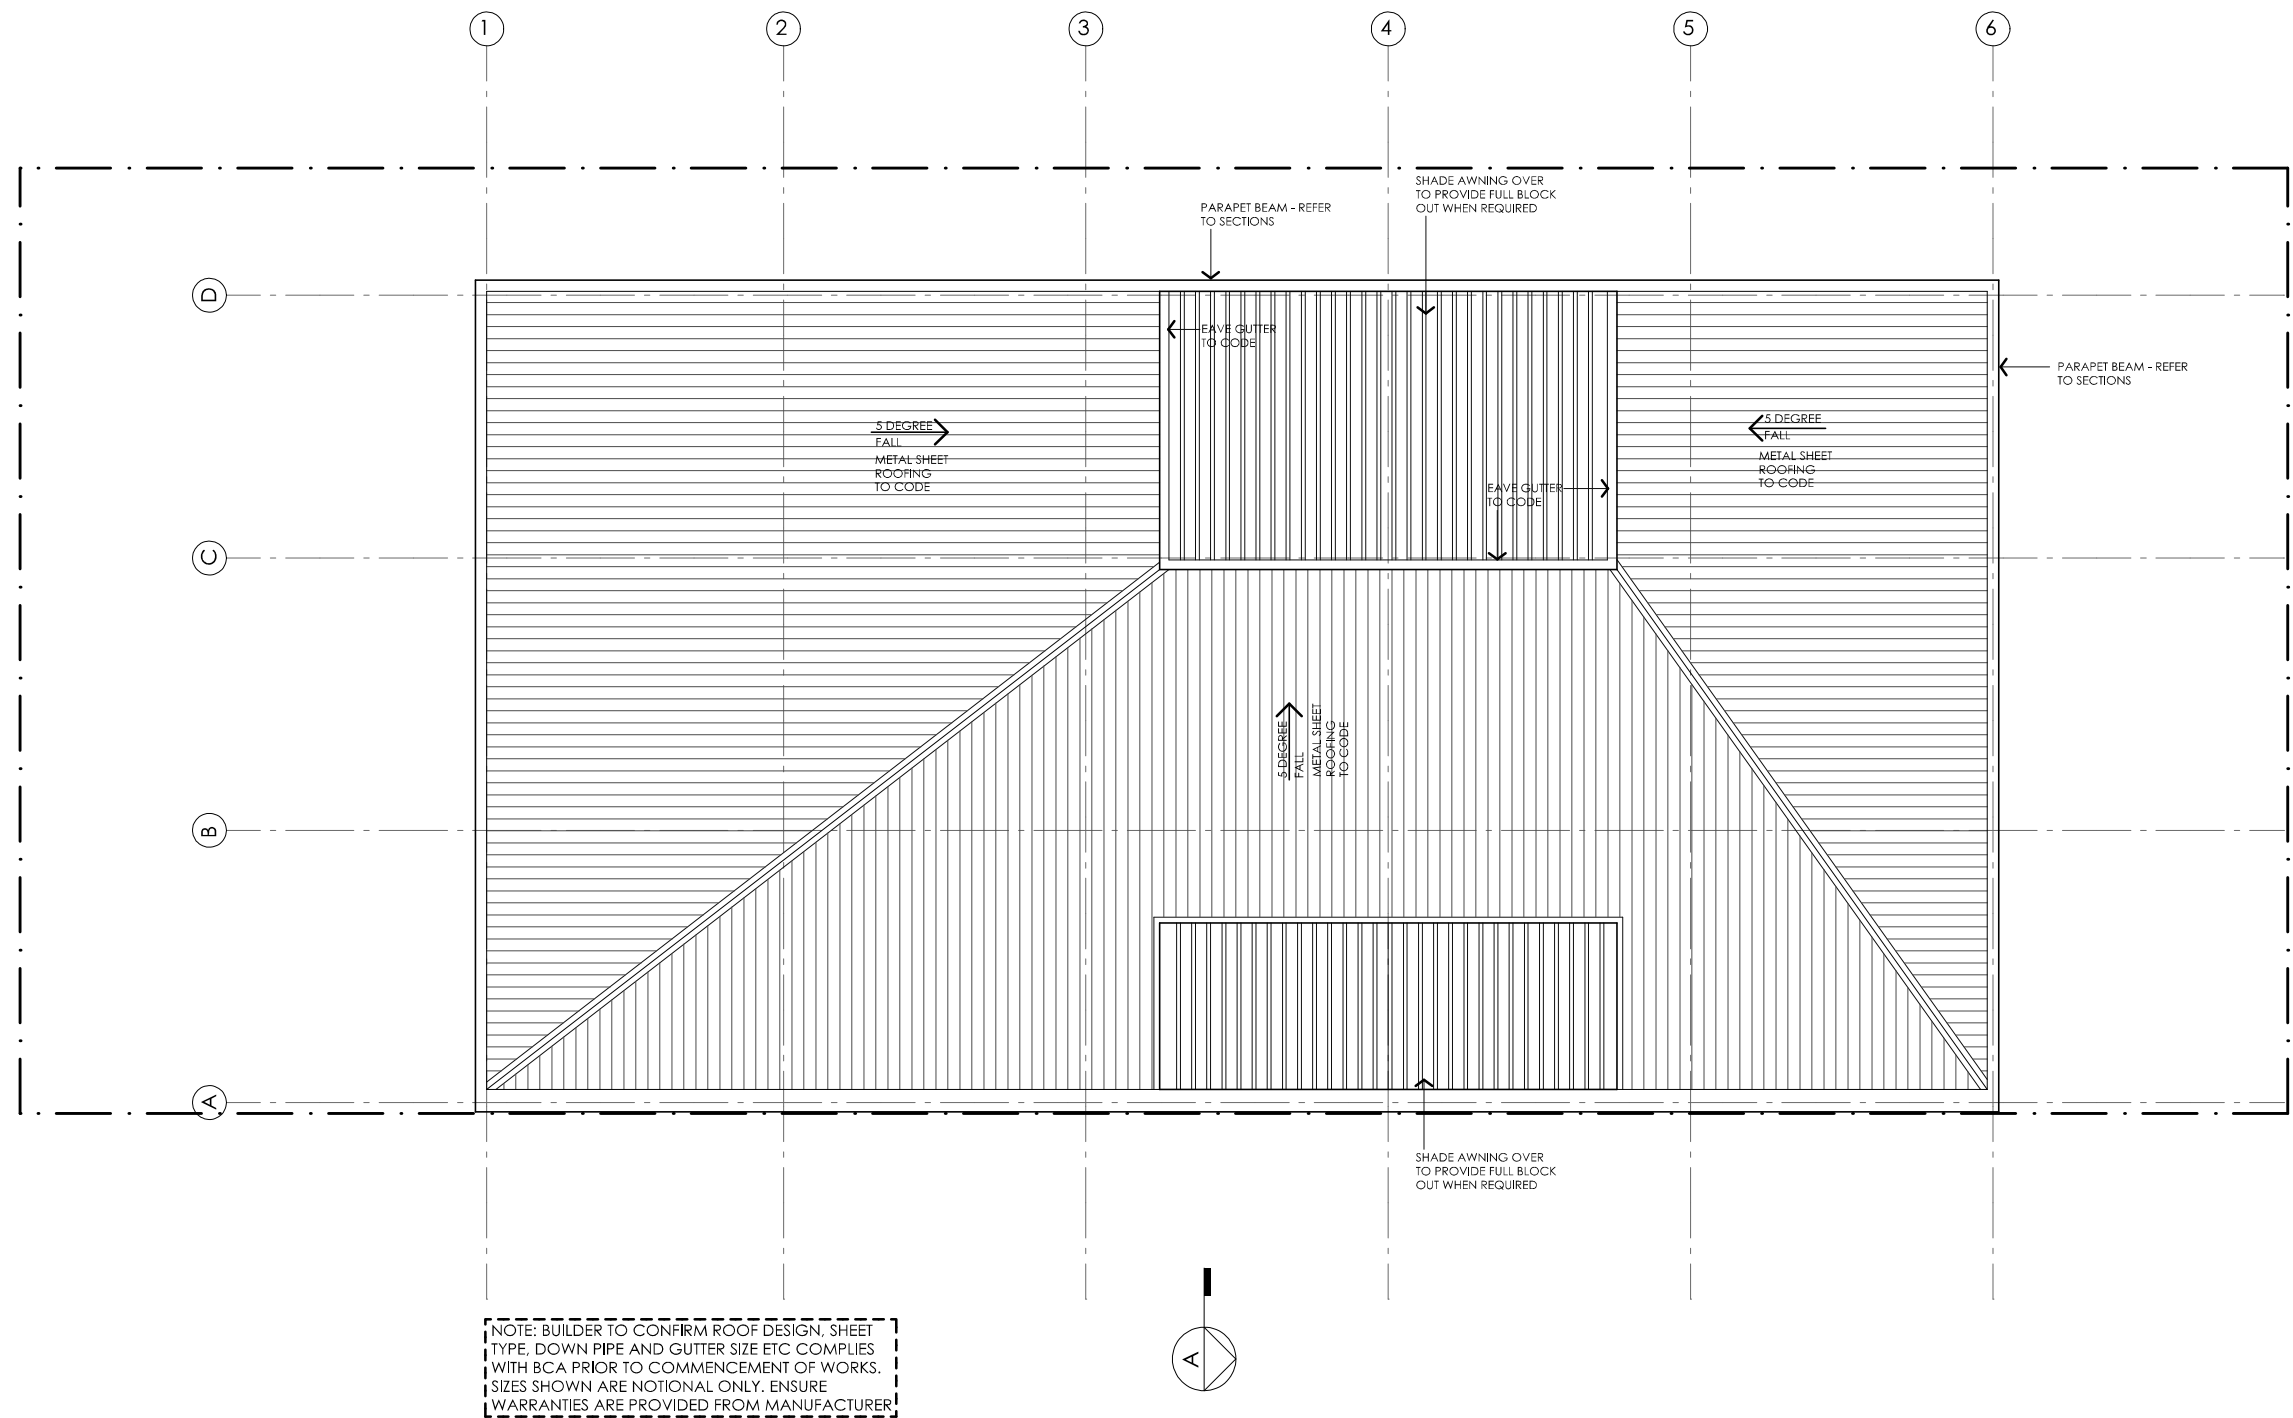 1
2
3
4
5
6
SHADE AWNING OVER
TO PROVIDE FULL BLOCK
OUT WHEN REQUIRED
PARAPET BEAM - REFER
TO SECTIONS
D
EAVE GUTTER
TO CODE
PARAPET BEAM - REFER
TO SECTIONS
5 DEGREE
FALL
METAL SHEET
ROOFING
TO CODE
5 DEGREE
FALL
METAL SHEET
ROOFING
TO CODE
EAVE GUTTER
TO CODE
C
5 DEGREE
FALL
METAL SHEET
ROOFING
TO CODE
B
A
SHADE AWNING OVER
TO PROVIDE FULL BLOCK
OUT WHEN REQUIRED
NOTE: BUILDER TO CONFIRM ROOF DESIGN, SHEET
TYPE, DOWN PIPE AND GUTTER SIZE ETC COMPLIES
WITH BCA PRIOR TO COMMENCEMENT OF WORKS.
SIZES SHOWN ARE NOTIONAL ONLY. ENSURE
WARRANTIES ARE PROVIDED FROM MANUFACTURER
A